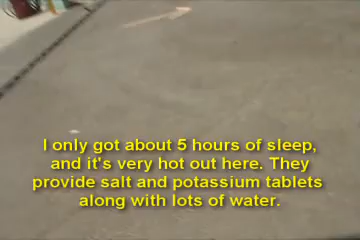 I only got about 5 hours of sleep,
and it's very hot out here. They
provide salt and potassium tablets
along with lots of water.